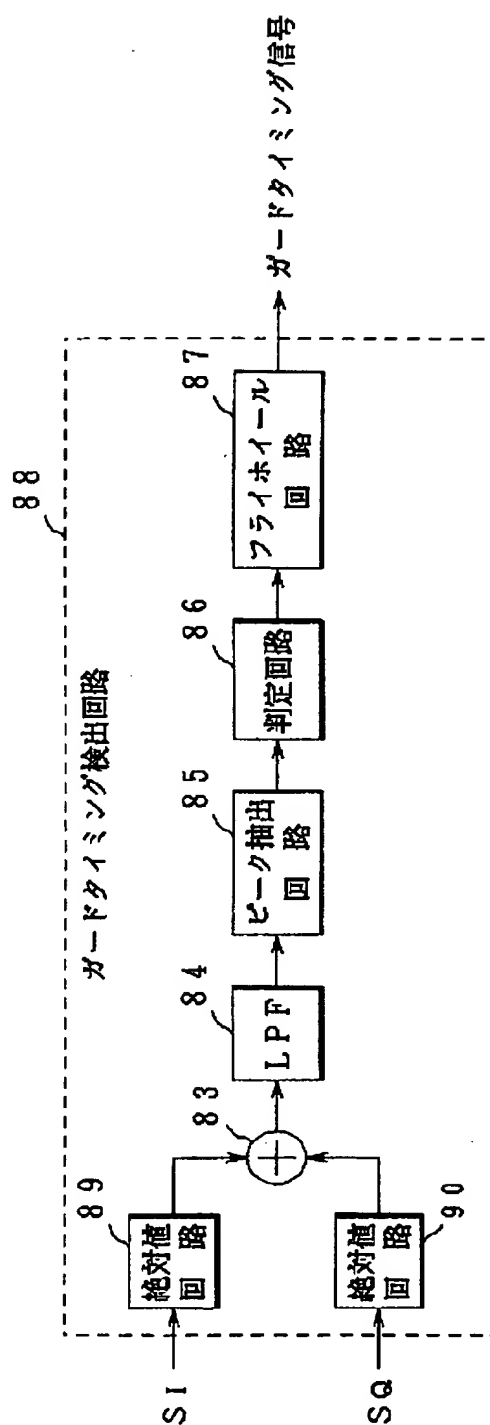 88
ガードタイミング検出回路
SI
89
絶対値
回 路
83
84
LPF
85
ピーク抽出
回 路
86
判定回路
87
フライホイール
回 路
ガードタイミング信号
SQ
絶対値
回 路
90